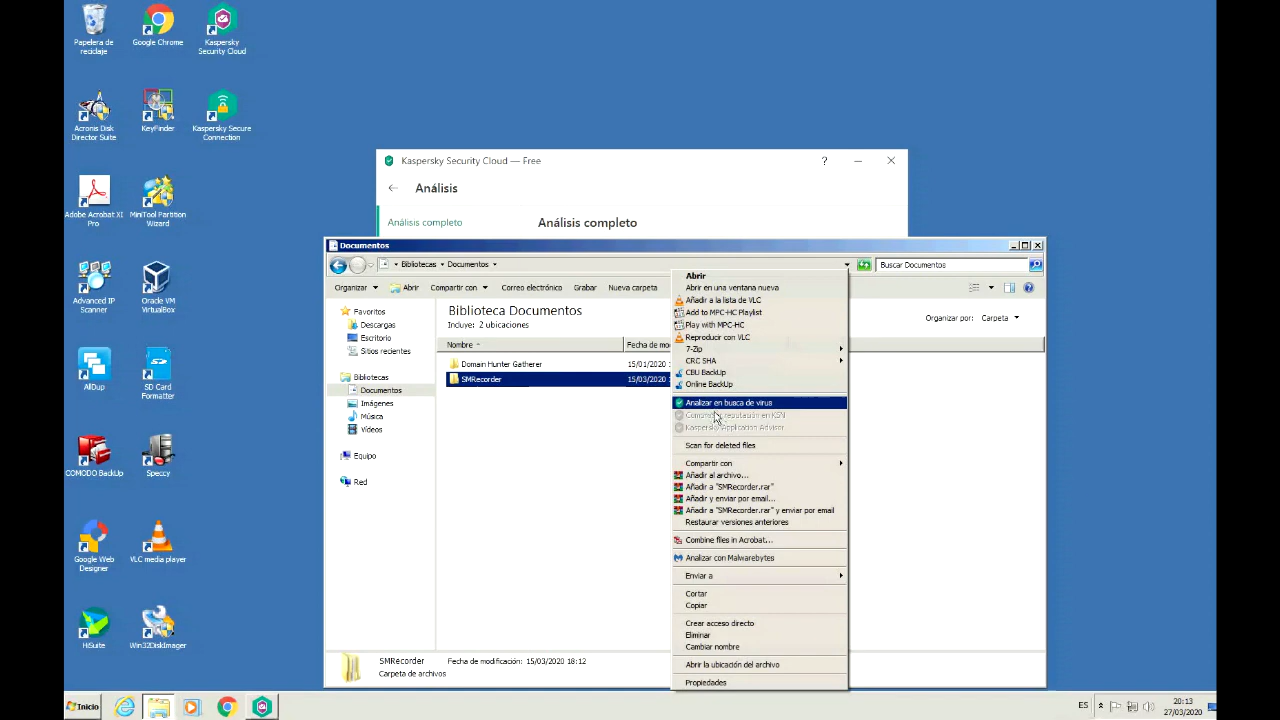 Papelera de
reciclaje
Google Chrome
Kaspersky
Security Cloud
Acronis Disk
Director Suite
KeyFinder
Kaspersky Secure
Connection
Adobe Acrobat XI
Pro
MiniTool Partition
Wizard
Advanced IP
Scanner
Oracle VM
VirtualBox
AllDup
SD Card
Formatter
COMODO BackUp
Speccy
Google Web
Designer
VLC media player
HiSuite
Win32DiskImager
Kaspersky Security Cloud — Free
?
Análisis
Análisis completo
Análisis completo
Documentos
Bibliotecas
Documentos
Buscar Documentos
Organizar
Abrir
Compartir con
Correo electrónico
Grabar
Nueva carpeta
Favoritos
Descargas
Escritorio
Sitios recientes
Bibliotecas
Documentos
Imágenes
Música
Vídeos
Equipo
Red
Biblioteca Documentos
Incluye: 2 ubicaciones
Organizar por:
Carpeta
Nombre
Fecha de mo
Domain Hunter Gatherer
15/01/2020
SMRecorder
15/03/2020
Abrir
Abrir en una ventana nueva
Añadir a la lista de VLC
Add to MPC-HC Playlist
Play with MPC-HC
Reproducir con VLC
7-Zip
CRC SHA
CBU BackUp
Online BackUp
Analizar en busca de virus
reputación en KSN
Kaspersky Application Advisor
Scan for deleted files
Compartir con
Añadir al archivo...
Añadir a "SMRecorder.rar"
Añadir y enviar por email...
Añadir a "SMRecorder.rar" y enviar por email
Restaurar versiones anteriores
Combine files in Acrobat...
Analizar con Malwarebytes
Enviar a
Cortar
Copiar
Crear acceso directo
Eliminar
Cambiar nombre
Abrir la ubicación del archivo
Propiedades
SMRecorder
Fecha de modificación: 15/03/2020 18:12
Carpeta de archivos
Inicio
ES
20:13
27/03/2020